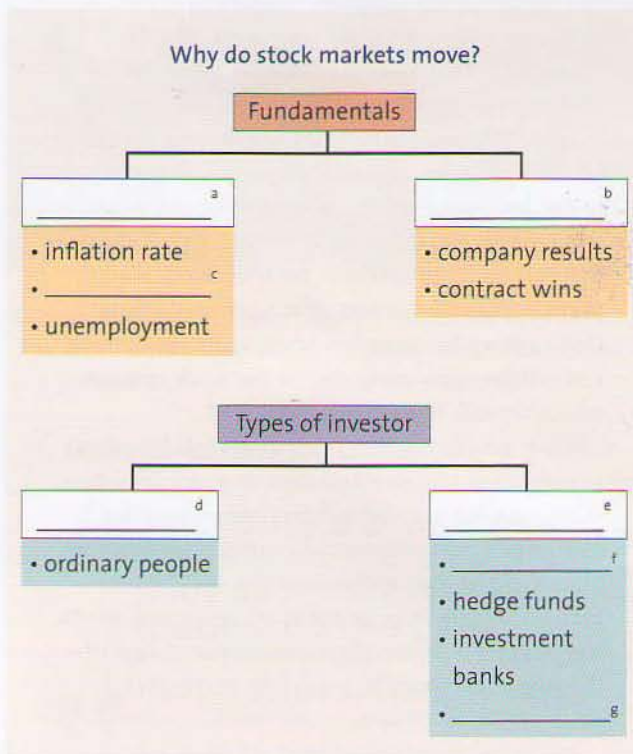 Why do stock markets move?
Fundamentals
a
b
• inflation rate
• c
• unemployment
• company results
• contract wins
Types of investor
d
e
• ordinary people
• f
• hedge funds
• investment
banks
• g